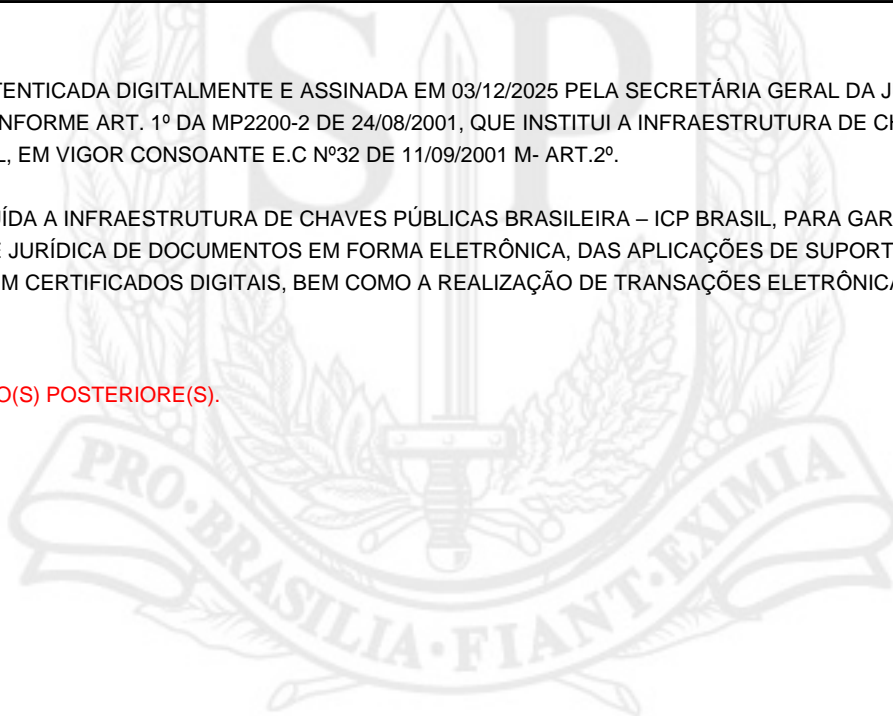 TENTICADA DIGITALMENTE E ASSINADA EM 03/12/2025 PELA SECRETÁRIA GERAL DA J
NFORME ART. 1º DA MP2200-2 DE 24/08/2001, QUE INSTITUI A INFRAESTRUTURA DE CH
L, EM VIGOR CONSOANTE E.C Nº32 DE 11/09/2001 M- ART.2º.
UÍDA A INFRAESTRUTURA DE CHAVES PÚBLICAS BRASILEIRA – ICP BRASIL, PARA GAR
E JURÍDICA DE DOCUMENTOS EM FORMA ELETRÔNICA, DAS APLICAÇÕES DE SUPORT
M CERTIFICADOS DIGITAIS, BEM COMO A REALIZAÇÃO DE TRANSAÇÕES ELETRÔNICA
O(S) POSTERIORE(S).
SP
PRO·BRASILIA·FIANT·EXIMIA